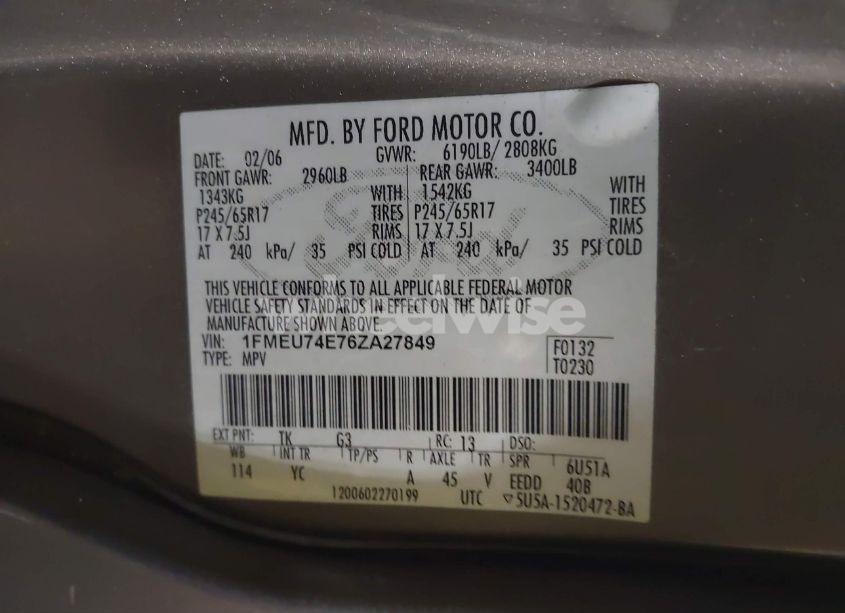 MFD. BY FORD MOTOR CO.
DATE: 02/06 GVWR: 6190LB/ 2808KG
FRONT GAWR: 2960LB REAR GAWR: 3400LB
1343KG WITH 1542KG WITH
P245/65R17 TIRES P245/65R17 TIRES
17 X 7.5J RIMS 17 X 7.5J RIMS
AT 240 kPa/ 35 PSI COLD AT 240 kPa/ 35 PSI COLD
THIS VEHICLE CONFORMS TO ALL APPLICABLE FEDERAL MOTOR
VEHICLE SAFETY STANDARDS IN EFFECT ON THE DATE OF
MANUFACTURE SHOWN ABOVE.
VIN: 1FMEU74E76ZA27849 F0132
TYPE: MPV T0230
EXT PNT: TK G3 RC: 13 DSO:
WB INT TR TP/PS R AXLE TR SPR 6U51A
114 YC A 45 V EEDD 40B
1200602270199 UTC ▽5U5A-1520472-BA